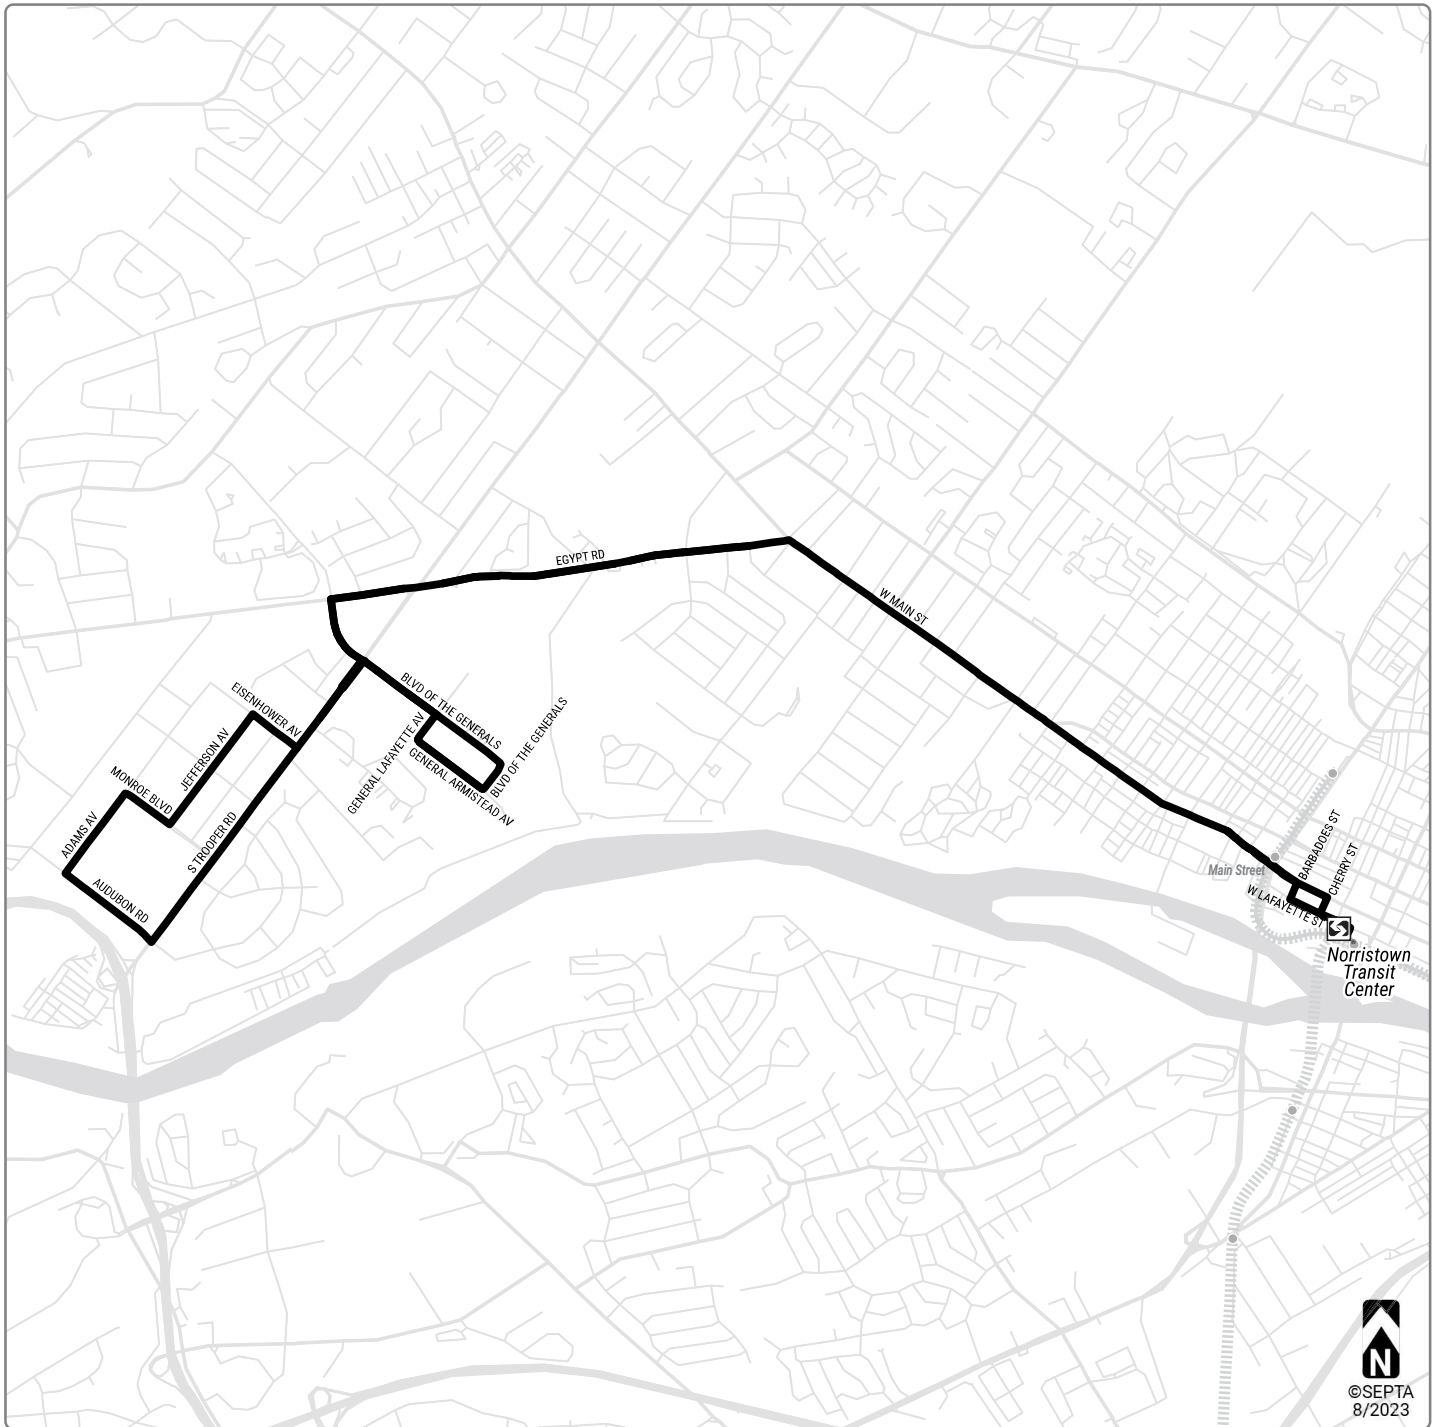 EGYPT RD
W MAIN ST
BLVD OF THE GENERALS
EISENHOWER AV
BLVD OF THE GENERALS
GENERAL LAFAYETTE AV
JEFFERSON AV
GENERAL ARMISTEAD AV
MONROE BLVD
S TROOPER RD
ADAMS AV
AUDUBON RD
BARBADOES ST
CHERRY ST
Main Street
W LAFAYETTE ST
Norristown
Transit
Center
N
©SEPTA
8/2023